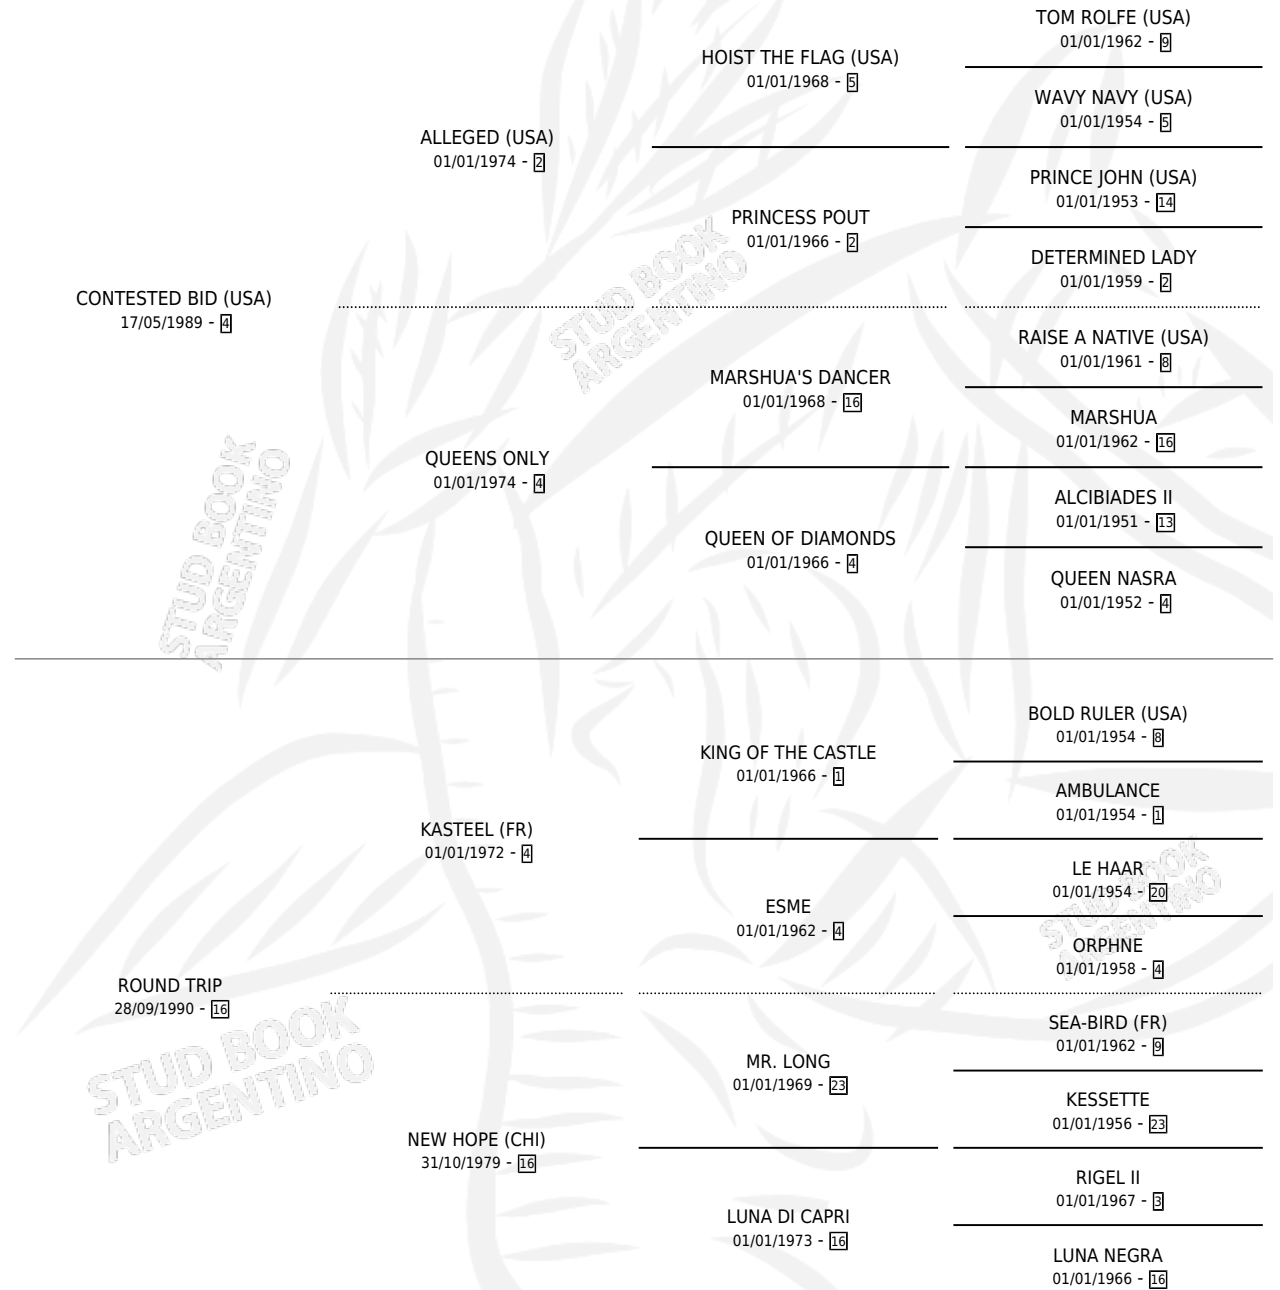 TOM ROLFE (USA)
01/01/1962 - 9
HOIST THE FLAG (USA)
01/01/1968 - 5
WAVY NAVY (USA)
01/01/1954 - 5
ALLEGED (USA)
01/01/1974 - 2
PRINCE JOHN (USA)
01/01/1953 - 14
PRINCESS POUT
01/01/1966 - 2
DETERMINED LADY
01/01/1959 - 2
CONTESTED BID (USA)
17/05/1989 - 4
STUD BOOK
ARGENTINO
RAISE A NATIVE (USA)
01/01/1961 - 8
MARSHUA'S DANCER
01/01/1968 - 16
MARSHUA
01/01/1962 - 16
QUEENS ONLY
01/01/1974 - 4
ALCIBIADES II
01/01/1951 - 13
QUEEN OF DIAMONDS
01/01/1966 - 4
QUEEN NASRA
01/01/1952 - 4
STUD BOOK
ARGENTINO
BOLD RULER (USA)
01/01/1954 - 8
KING OF THE CASTLE
01/01/1966 - 1
AMBULANCE
01/01/1954 - 1
KASTEEL (FR)
01/01/1972 - 4
LE HAAR
01/01/1954 - 20
ESME
01/01/1962 - 4
STUD BOOK
ARGENTINO
ORPHNE
01/01/1958 - 4
ROUND TRIP
28/09/1990 - 16
STUD BOOK
ARGENTINO
SEA-BIRD (FR)
01/01/1962 - 9
MR. LONG
01/01/1969 - 23
KESSETTE
01/01/1956 - 23
NEW HOPE (CHI)
31/10/1979 - 16
RIGEL II
01/01/1967 - 3
LUNA DI CAPRI
01/01/1973 - 16
LUNA NEGRA
01/01/1966 - 16